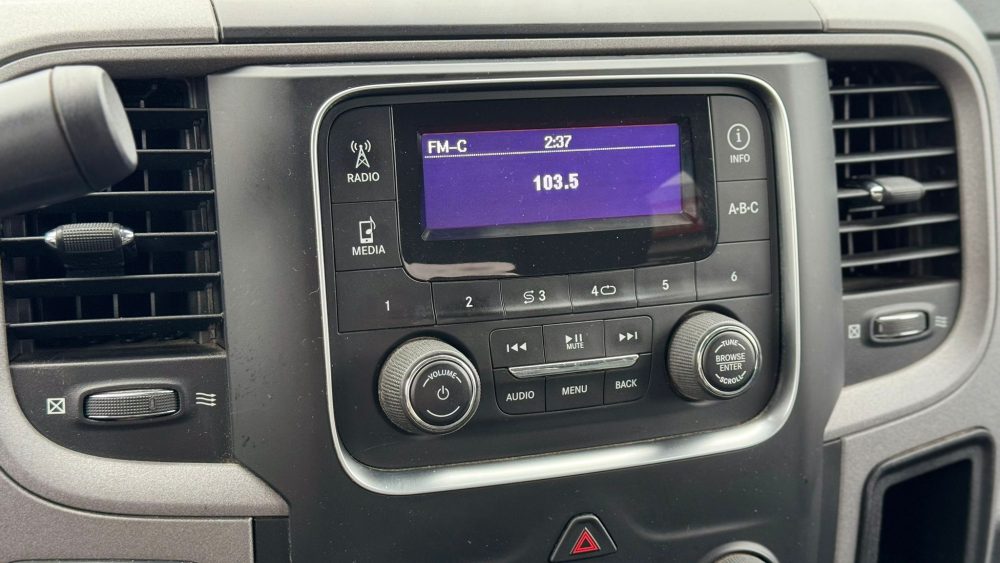 FM-C 2:37
103.5
RADIO
MEDIA
INFO
A•B•C
1 2 3 4 5 6
MUTE
AUDIO MENU BACK
VOLUME
TUNE
BROWSE
ENTER
SCROLL